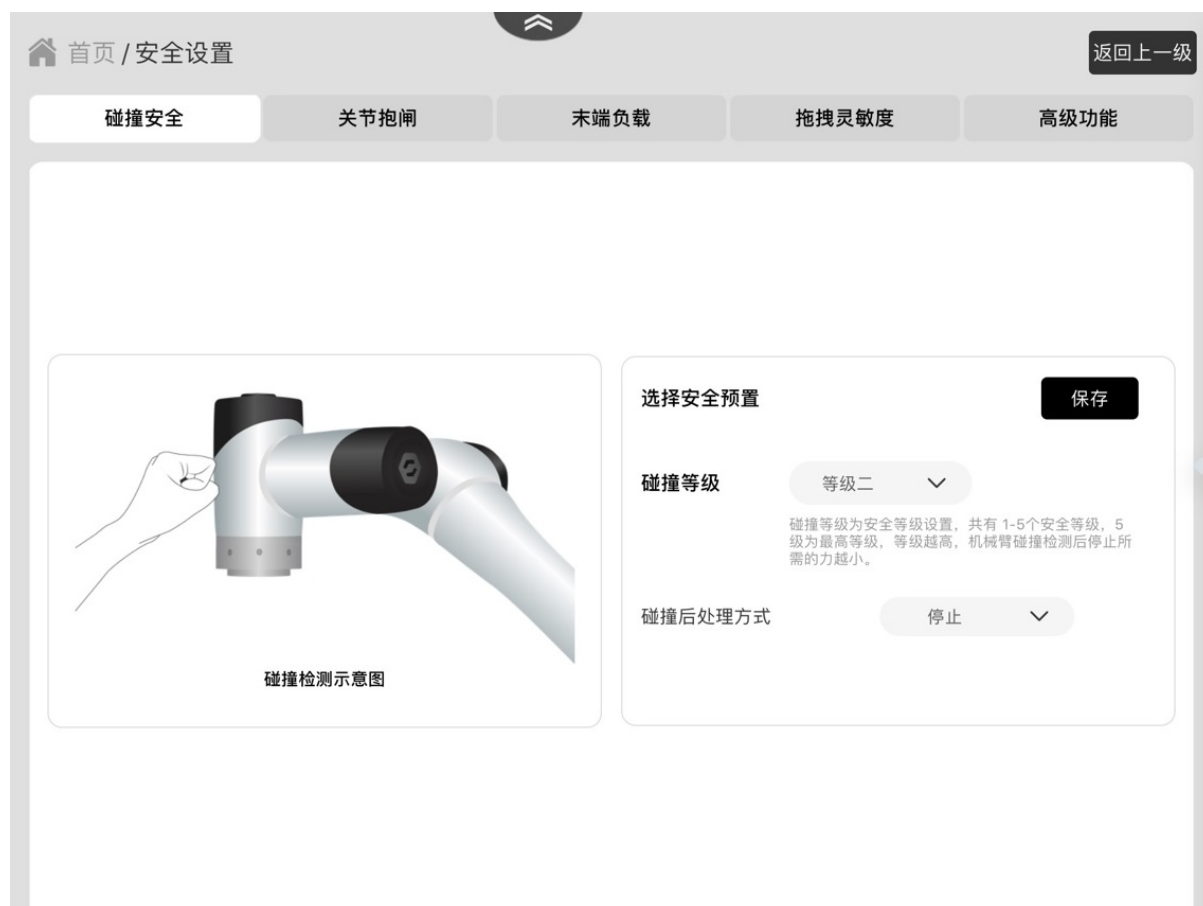 首页 / 安全设置
返回上一级
碰撞安全
关节抱闸
末端负载
拖拽灵敏度
高级功能
碰撞检测示意图
选择安全预置
保存
碰撞等级
等级二
碰撞等级为安全等级设置，共有 1-5个安全等级，5
级为最高等级，等级越高，机械臂碰撞检测后停止所
需的力越小。
碰撞后处理方式
停止